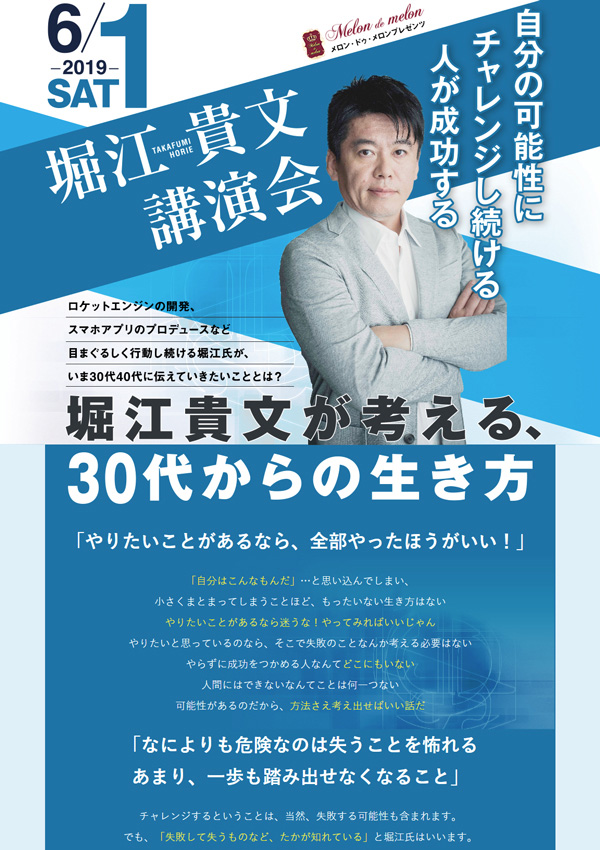 6/1
−2019−
SAT
Melon de melon
メロン・ドゥ・メロンプレゼンツ
自分の可能性に
チャレンジし続ける
人が成功する
堀江貴文
TAKAFUMI
HORIE
講演会
ロケットエンジンの開発、
スマホアプリのプロデュースなど
目まぐるしく行動し続ける堀江氏が、
いま30代40代に伝えていきたいこととは?
堀江貴文が考える、
30代からの生き方
「やりたいことがあるなら、全部やったほうがいい!」
「自分はこんなもんだ」…と思い込んでしまい、
小さくまとまってしまうことほど、もったいない生き方はない
やりたいことがあるなら迷うな!やってみればいいじゃん
やりたいと思っているのなら、そこで失敗のことなんか考える必要はない
やらずに成功をつかめる人なんてどこにもいない
人間にはできないなんてことは何一つない
可能性があるのだから、方法さえ考え出せばいい話だ
「なによりも危険なのは失うことを怖れる
あまり、一歩も踏み出せなくなること」
チャレンジするということは、当然、失敗する可能性も含まれます。
でも、「失敗して失うものなど、たかが知れている」と堀江氏はいいます。